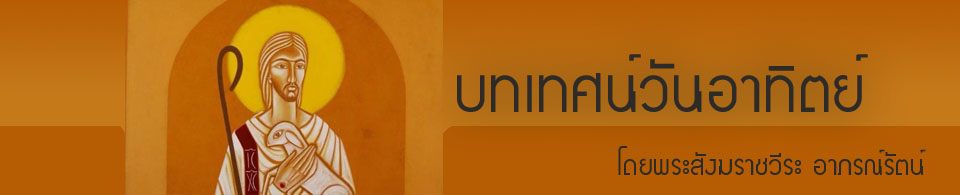 บทเทศน์วันอาทิตย์
โดยพระสังฆราชวีระ อาภรณ์รัตน์